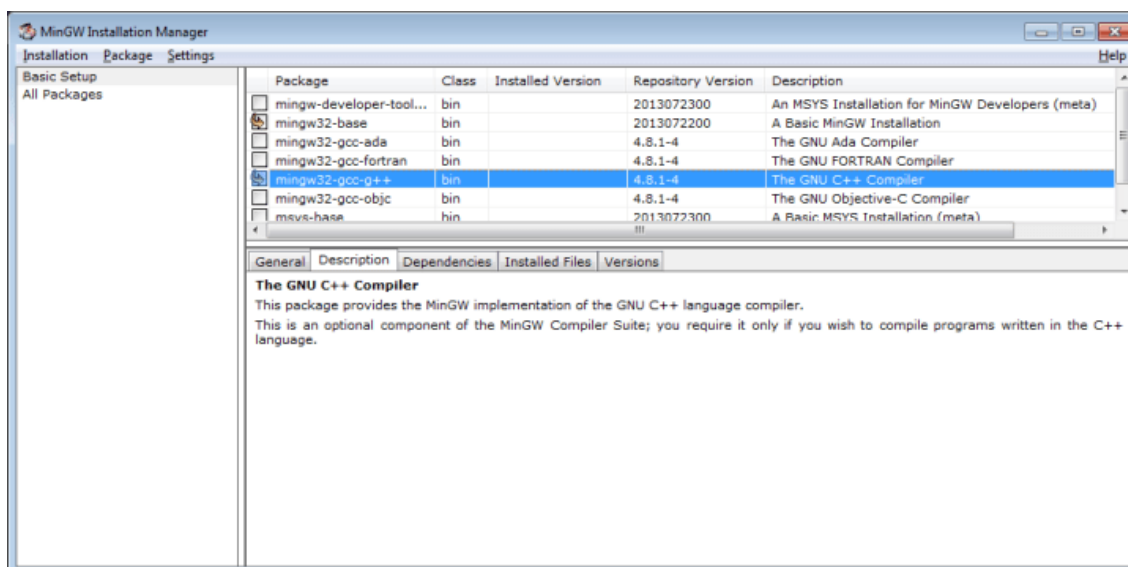 MinGW Installation Manager
Installation Package Settings Help
Basic Setup
All Packages
Package Class Installed Version Repository Version Description
mingw-developer-tool... bin 2013072300 An MSYS Installation for MinGW Developers (meta)
mingw32-base bin 2013072200 A Basic MinGW Installation
mingw32-gcc-ada bin 4.8.1-4 The GNU Ada Compiler
mingw32-gcc-fortran bin 4.8.1-4 The GNU FORTRAN Compiler
mingw32-gcc-g++ bin 4.8.1-4 The GNU C++ Compiler
mingw32-gcc-objc bin 4.8.1-4 The GNU Objective-C Compiler
msys-base bin 2013072300 A Basic MSYS Installation (meta)
General Description Dependencies Installed Files Versions
The GNU C++ Compiler
This package provides the MinGW implementation of the GNU C++ language compiler.
This is an optional component of the MinGW Compiler Suite; you require it only if you wish to compile programs written in the C++
language.